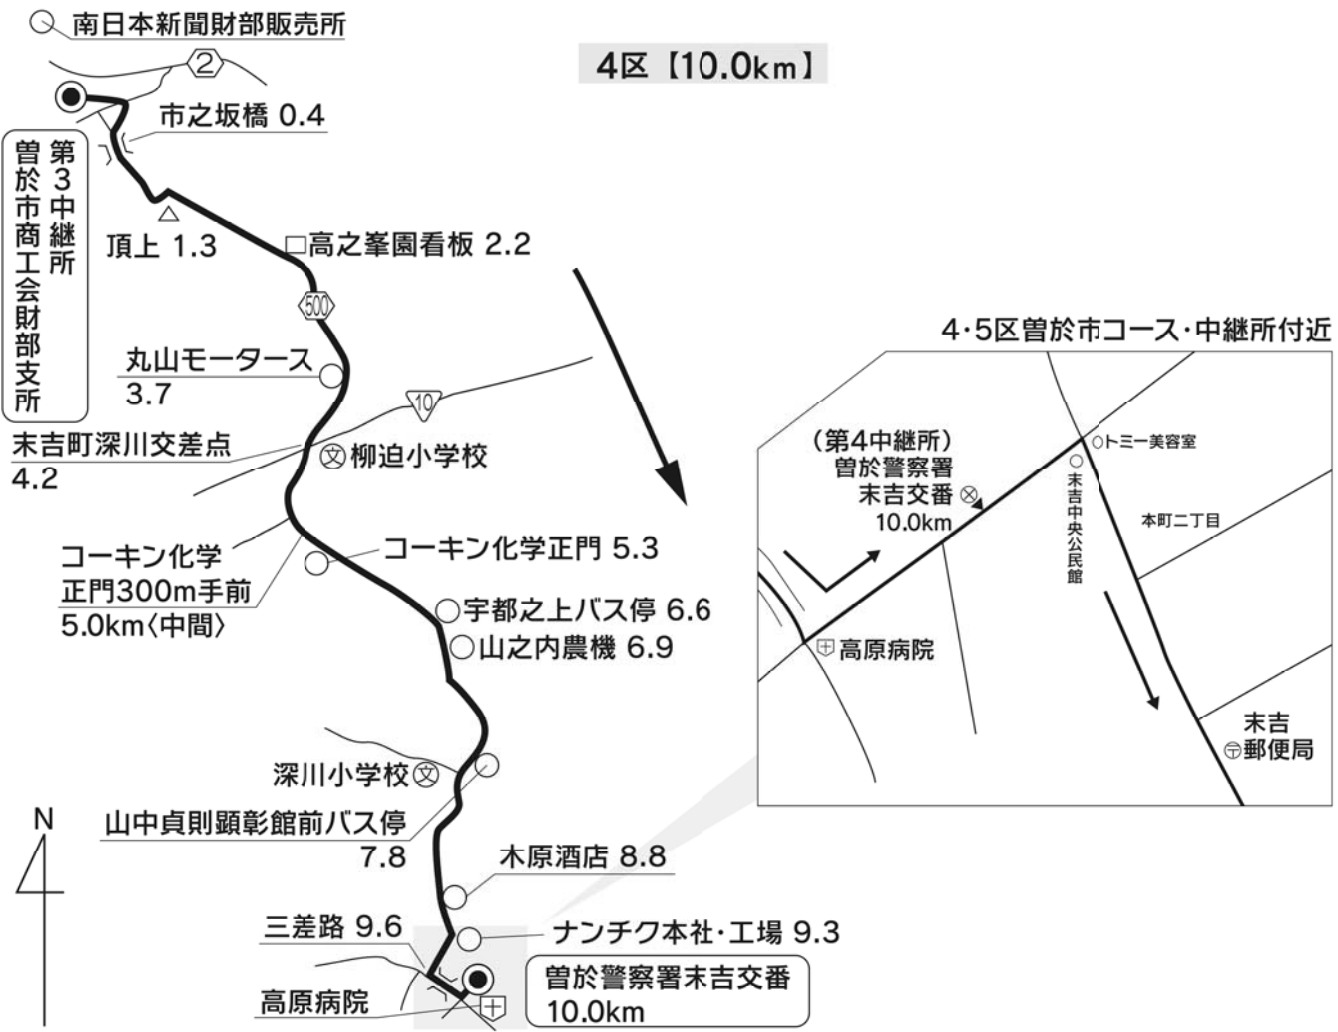 南日本新聞財部販売所
4区【10.0km】
2
市之坂橋 0.4
第3中継所
曽於市商工会財部支所
頂上 1.3
高之峯園看板 2.2
500
4・5区曽於市コース・中継所付近
丸山モータース
3.7
10
末吉町深川交差点
4.2
文
柳迫小学校
(第4中継所)
曽於警察署
末吉交番
10.0km
トミー美容室
末吉中央公民館
本町二丁目
高原病院
末吉
〒郵便局
コーキン化学正門 5.3
コーキン化学
正門300m手前
5.0km〈中間〉
宇都之上バス停 6.6
山之内農機 6.9
深川小学校
文
山中貞則顕彰館前バス停
7.8
N
木原酒店 8.8
三差路 9.6
ナンチク本社・工場 9.3
曽於警察署末吉交番
10.0km
高原病院